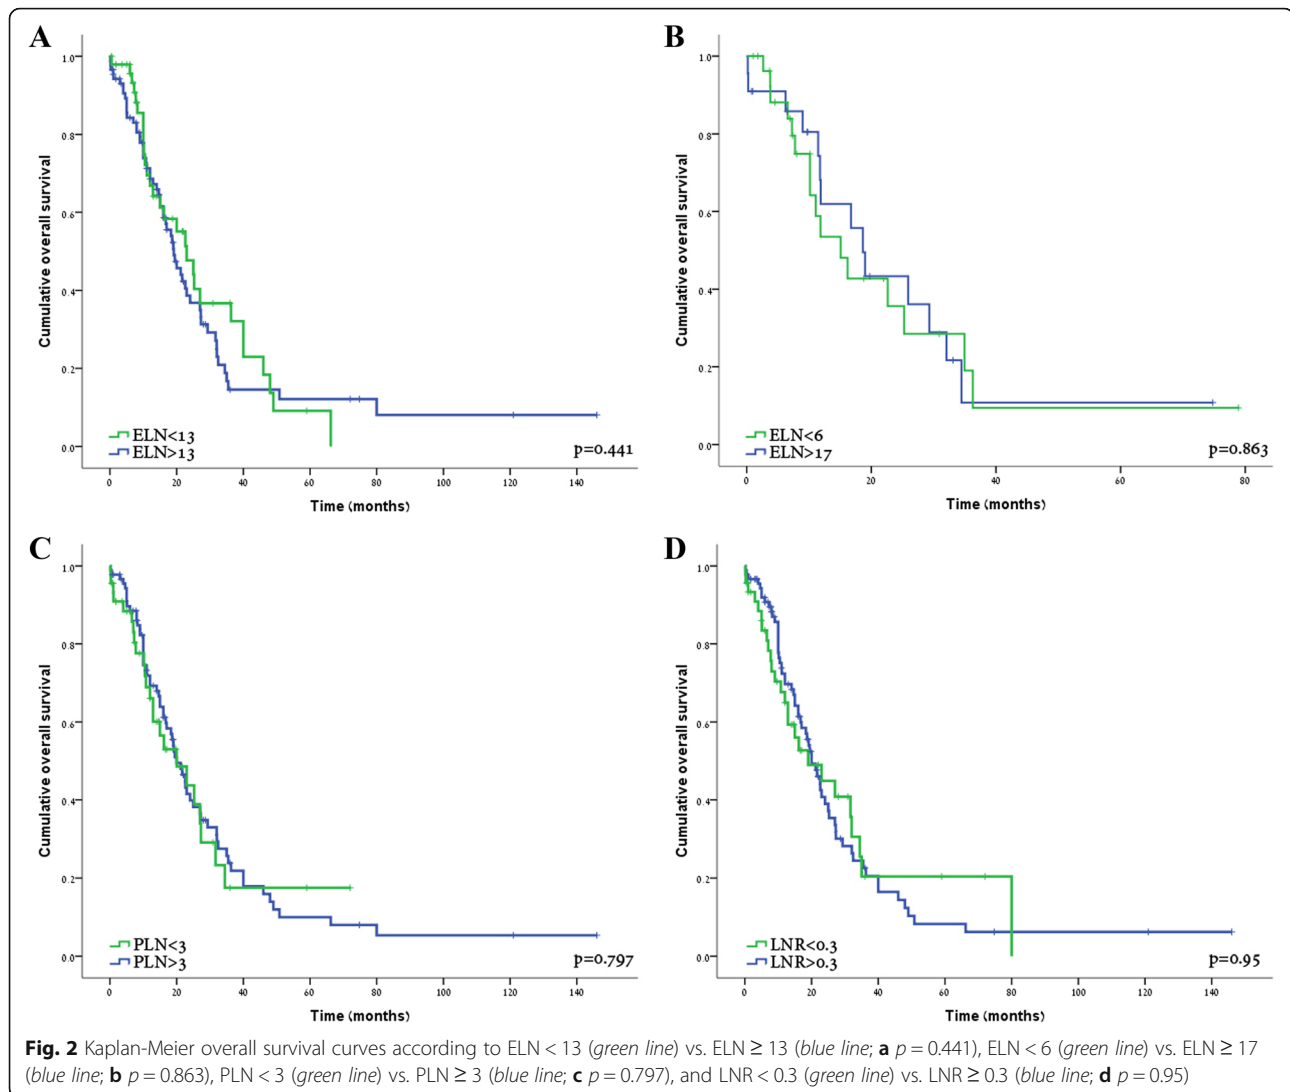 A
B
1.0
0.8
0.6
0.4
0.2
0.0
Cumulative overall survival
ELN<13
ELN>13
p=0.441
0 20 40 60 80 100 120 140
Time (months)
1.0
0.8
0.6
0.4
0.2
0.0
Cumulative overall survival
ELN<6
ELN>17
p=0.863
0 20 40 60 80
Time (months)
C
D
1.0
0.8
0.6
0.4
0.2
0.0
Cumulative overall survival
PLN<3
PLN>3
p=0.797
0 20 40 60 80 100 120 140
Time (months)
1.0
0.8
0.6
0.4
0.2
0.0
Cumulative overall survival
LNR<0.3
LNR>0.3
p=0.95
0 20 40 60 80 100 120 140
Time (months)
Fig. 2 Kaplan-Meier overall survival curves according to ELN < 13 (green line) vs. ELN ≥ 13 (blue line; a p = 0.441), ELN < 6 (green line) vs. ELN ≥ 17
(blue line; b p = 0.863), PLN < 3 (green line) vs. PLN ≥ 3 (blue line; c p = 0.797), and LNR < 0.3 (green line) vs. LNR ≥ 0.3 (blue line; d p = 0.95)